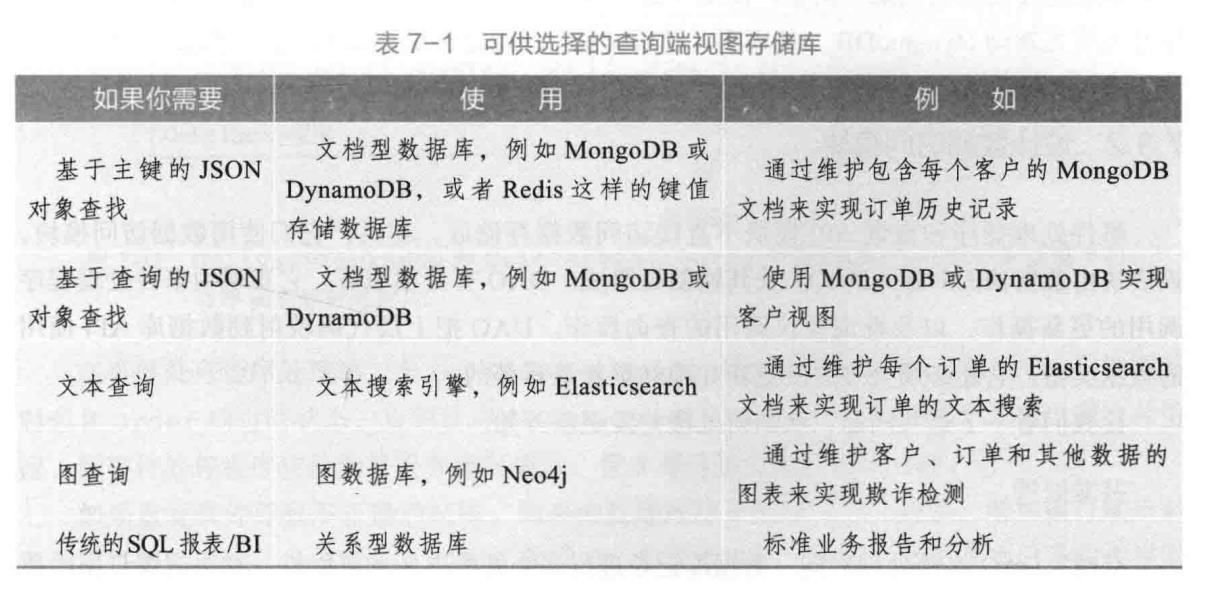 表 7-1 可供选择的查询端视图存储库
如果你需要 使 用 例 如
基于主键的 JSON
对象查找
文档型数据库，例如 MongoDB 或
DynamoDB，或者 Redis 这样的键值
存储数据库
通过维护包含每个客户的 MongoDB
文档来实现订单历史记录
基于查询的 JSON
对象查找
文档型数据库，例如 MongoDB 或
DynamoDB
使用 MongoDB 或 DynamoDB 实现
客户视图
文本查询
文本搜索引擎，例如 Elasticsearch
通过维护每个订单的 Elasticsearch
文档来实现订单的文本搜索
图查询
图数据库，例如 Neo4j
通过维护客户、订单和其他数据的
图表来实现欺诈检测
传统的 SQL 报表/BI
关系型数据库
标准业务报告和分析